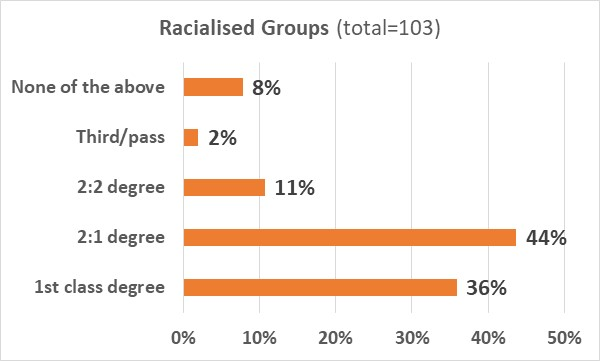 Racialised Groups (total=103)
None of the above 8%
Third/pass 2%
2:2 degree 11%
2:1 degree 44%
1st class degree 36%
0% 10% 20% 30% 40% 50%